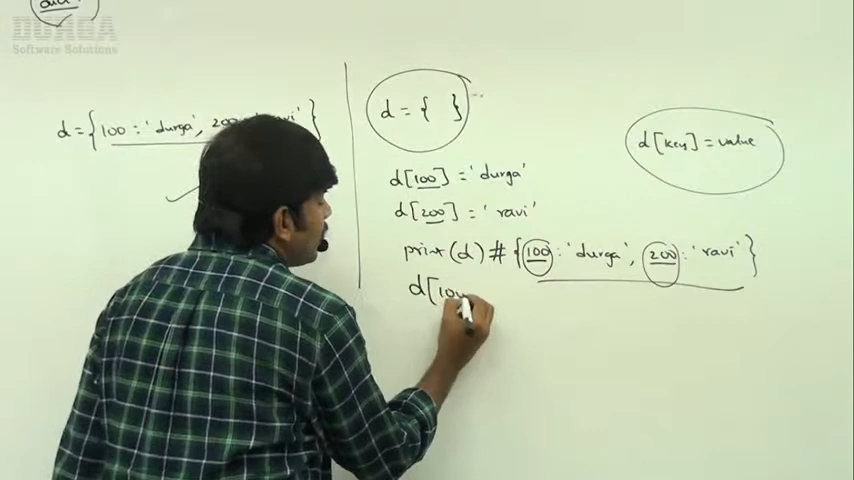 DURGA
Software Solutions
d={100:'durga', 200 ravi'}
d={ }
d[key]=value
d[100]='durga'
d[200]='ravi'
print(d)#{100:'durga', 200:'ravi'}
d[100